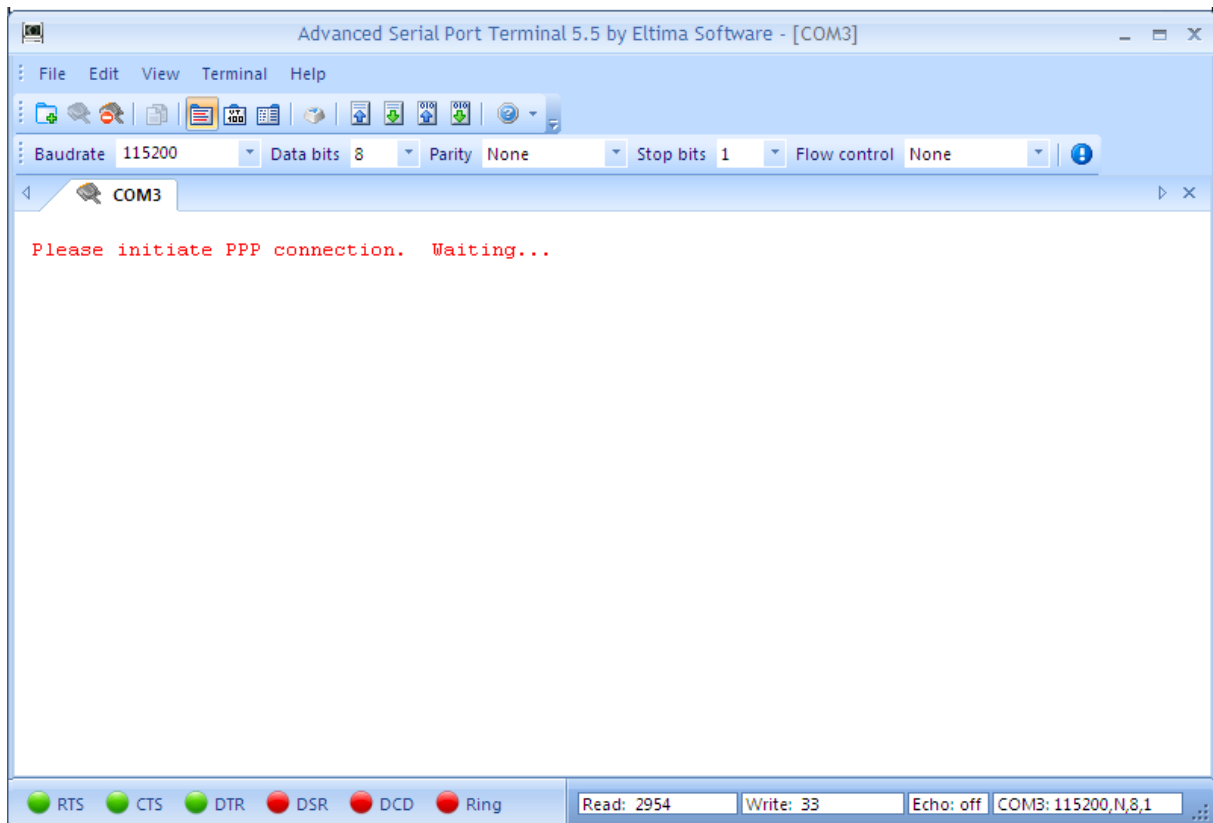 Advanced Serial Port Terminal 5.5 by Eltima Software - [COM3]
File Edit View Terminal Help
Baudrate 115200 Data bits 8 Parity None Stop bits 1 Flow control None
COM3
Please initiate PPP connection.  Waiting...
RTS CTS DTR DSR DCD Ring Read: 2954 Write: 33 Echo: off COM3: 115200,N,8,1